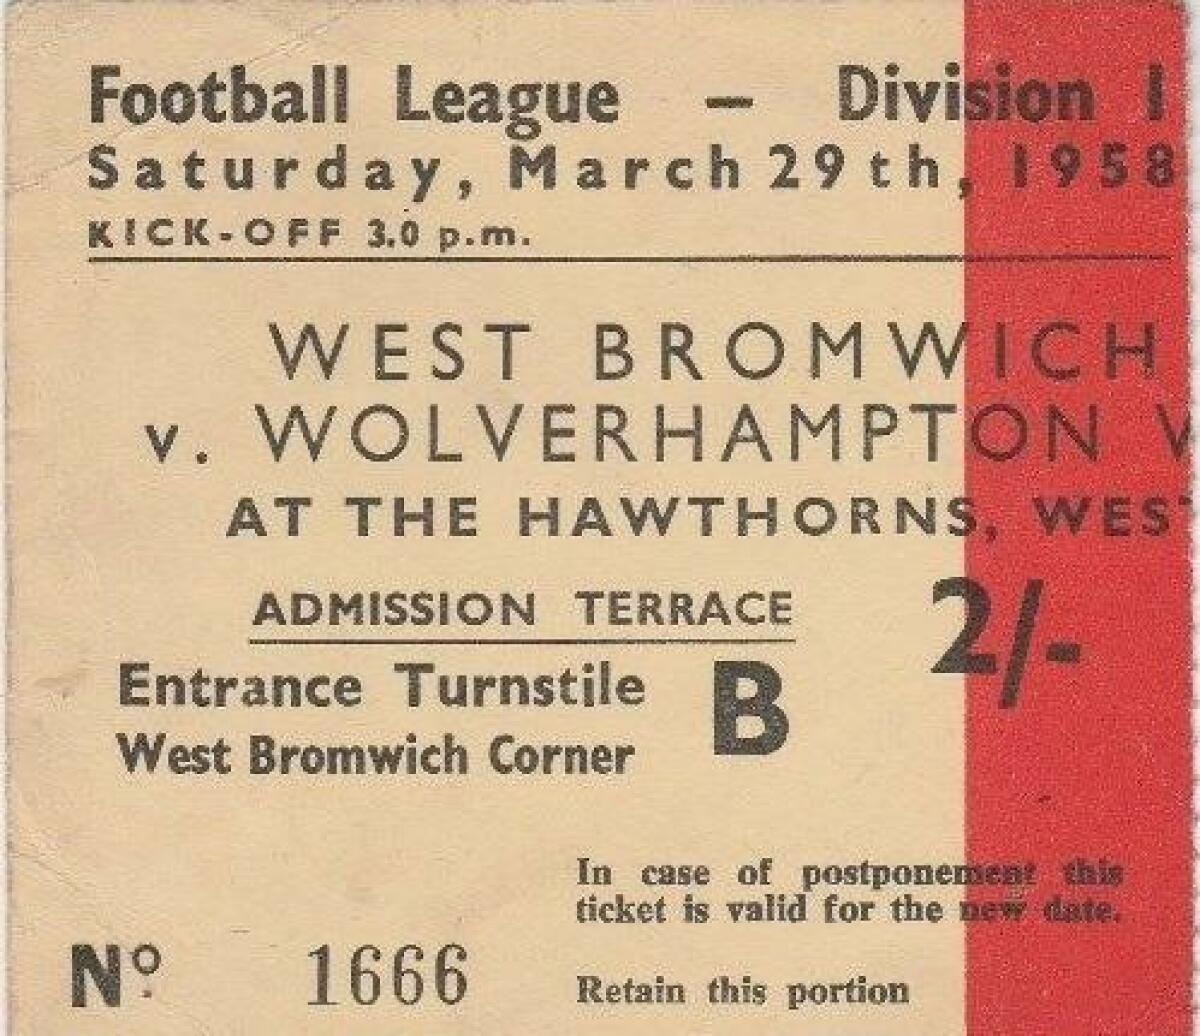 Football League – Division I
Saturday, March 29th, 1958
KICK-OFF 3.0 p.m.
WEST BROMWICH
v. WOLVERHAMPTON W
AT THE HAWTHORNS, WEST
ADMISSION TERRACE
2/-
Entrance Turnstile B
West Bromwich Corner
In case of postponement this
ticket is valid for the new date.
Nº 1666
Retain this portion